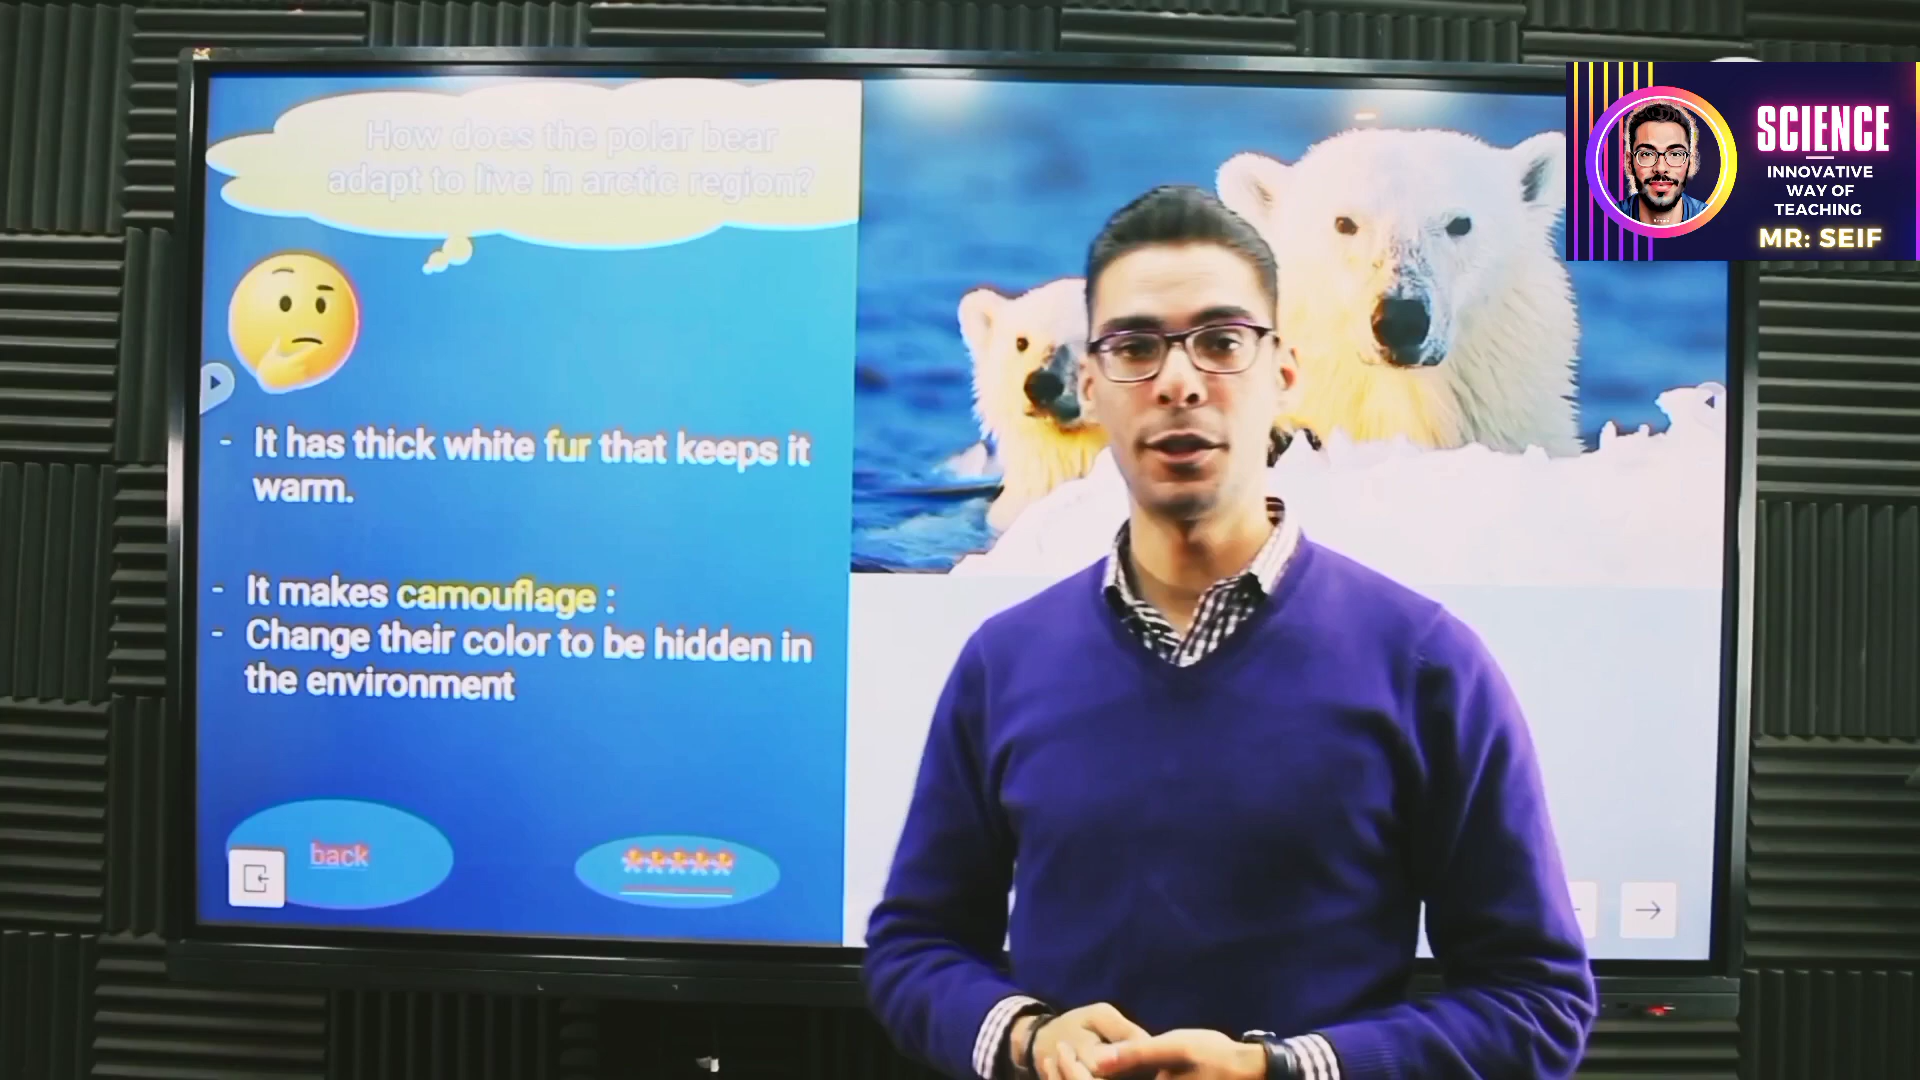 How does the polar bear
adapt to live in arctic region?
- It has thick white fur that keeps it
warm.
- It makes camouflage :
- Change their color to be hidden in
the environment
back
SCIENCE
INNOVATIVE
WAY OF
TEACHING
MR: SEIF